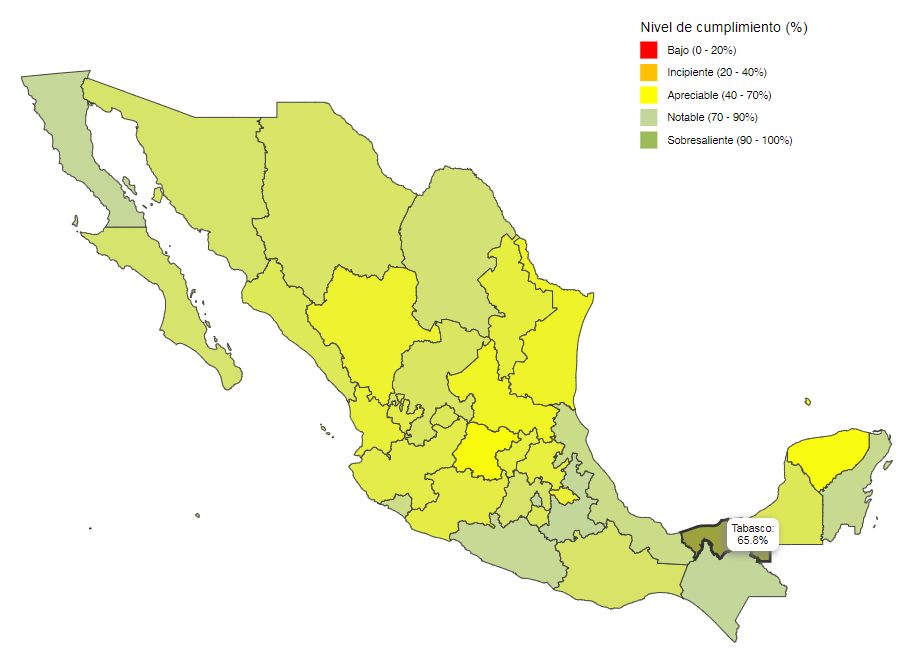 Nivel de cumplimiento (%)
Bajo (0 - 20%)
Incipiente (20 - 40%)
Apreciable (40 - 70%)
Notable (70 - 90%)
Sobresaliente (90 - 100%)
Tabasco:
65.8%